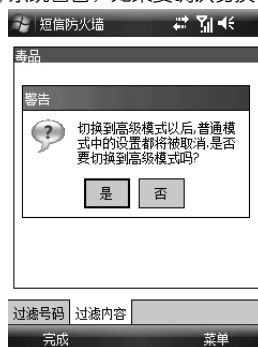 短信防火墙
毒品
警告
切换到高级模式以后,普通模
式中的设置都将被取消.是否
要切换到高级模式吗?
是 否
过滤号码 过滤内容
完成 菜单